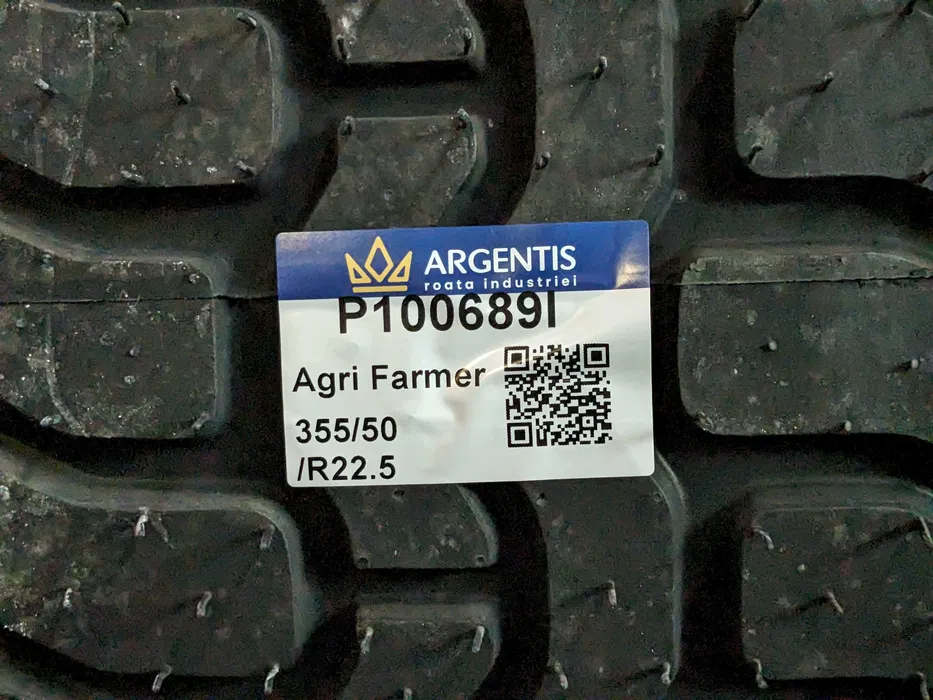 ARGENTIS
roata industriei
P100689I
Agri Farmer
355/50
/R22.5